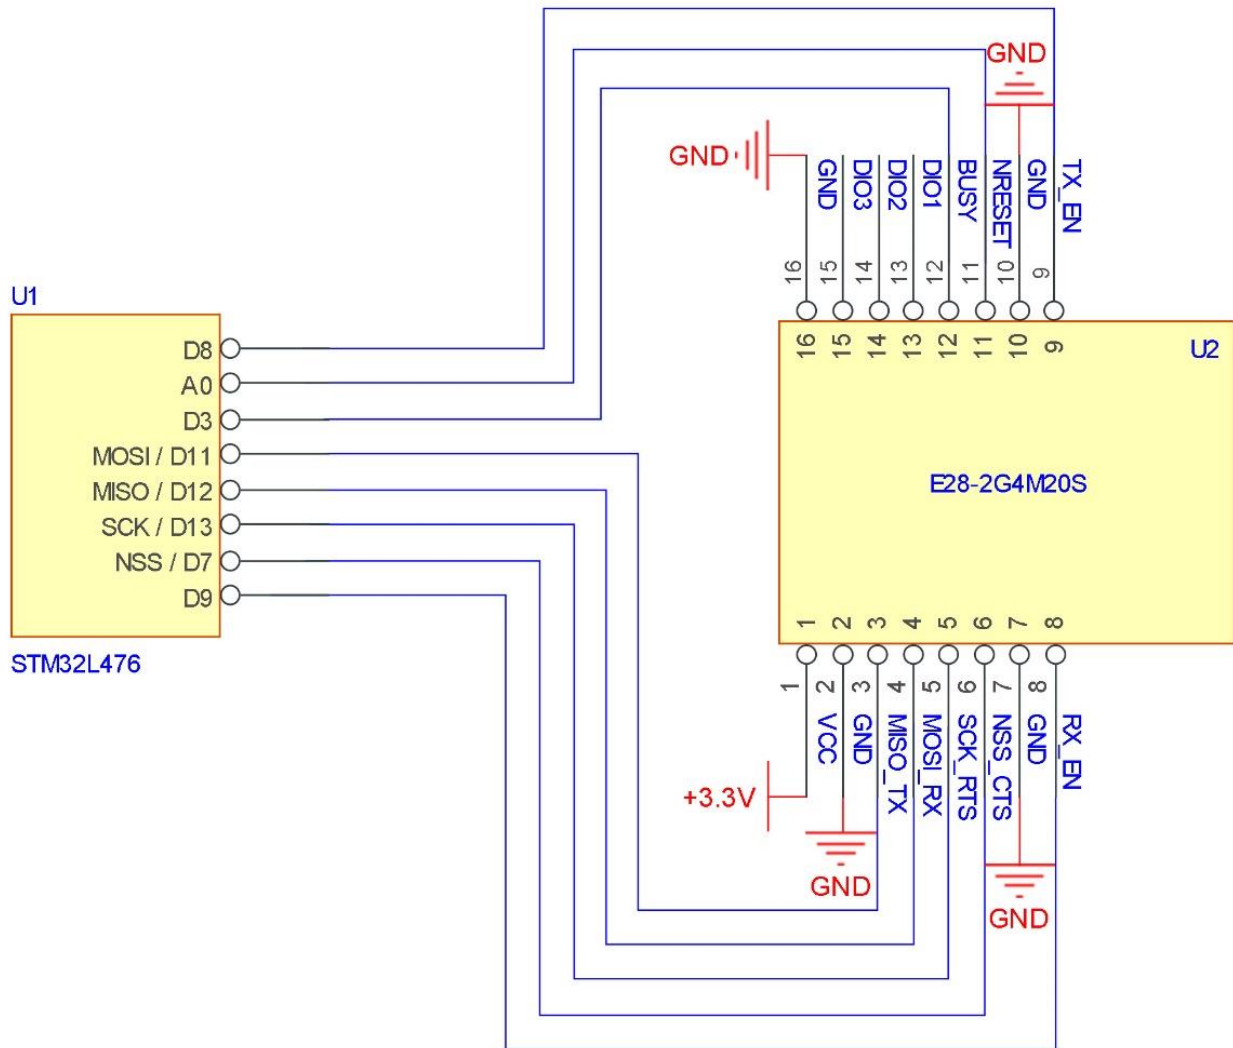 GND
GND
GND
DIO3
DIO2
DIO1
BUSY
NRESET
GND
TX_EN
16
15
14
13
12
11
10
9
U1
D8
A0
D3
MOSI / D11
MISO / D12
SCK / D13
NSS / D7
D9
STM32L476
16
15
14
13
12
11
10
9
U2
E28-2G4M20S
1
2
3
4
5
6
7
8
1
2
3
4
5
6
7
8
VCC
GND
MISO_TX
MOSI_RX
SCK_RTS
NSS_CTS
GND
RX_EN
+3.3V
GND
GND